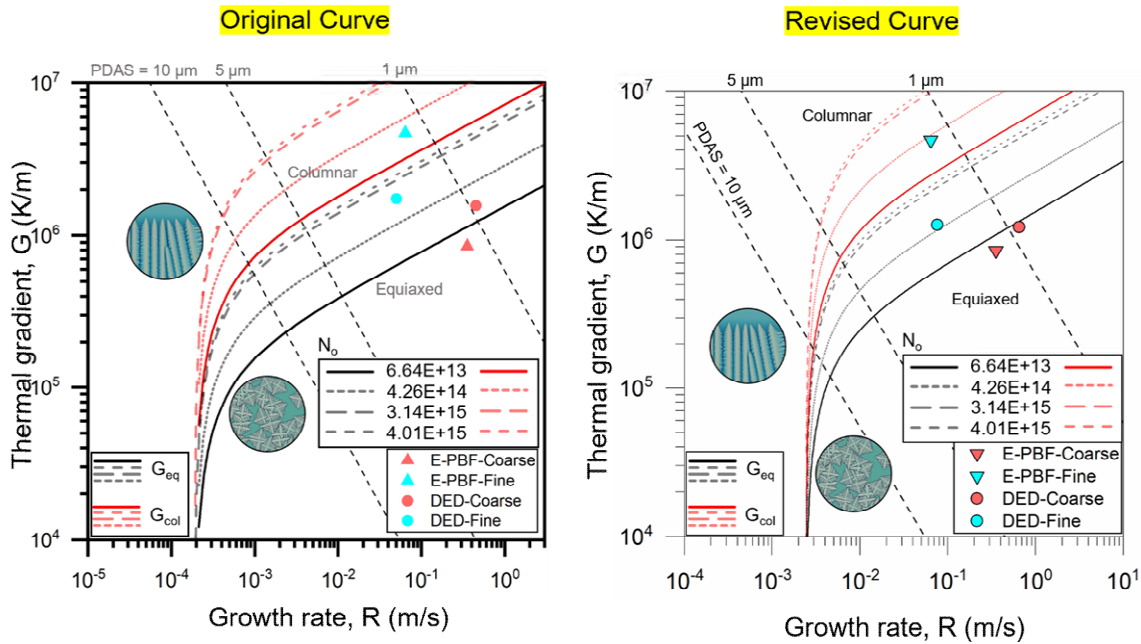 Original Curve
PDAS = 10 µm
5 µm
1 µm
10⁷
10⁶
10⁵
10⁴
Thermal gradient, G (K/m)
Columnar
Equiaxed
Nₒ
6.64E+13
4.26E+14
3.14E+15
4.01E+15
G_eq
G_col
E-PBF-Coarse
E-PBF-Fine
DED-Coarse
DED-Fine
10⁻⁵ 10⁻⁴ 10⁻³ 10⁻² 10⁻¹ 10⁰
Growth rate, R (m/s)
Revised Curve
5 µm
1 µm
PDAS = 10 µm
10⁷
10⁶
10⁵
10⁴
Thermal gradient, G (K/m)
Columnar
Equiaxed
Nₒ
6.64E+13
4.26E+14
3.14E+15
4.01E+15
G_eq
G_col
E-PBF-Coarse
E-PBF-Fine
DED-Coarse
DED-Fine
10⁻⁴ 10⁻³ 10⁻² 10⁻¹ 10⁰ 10¹
Growth rate, R (m/s)